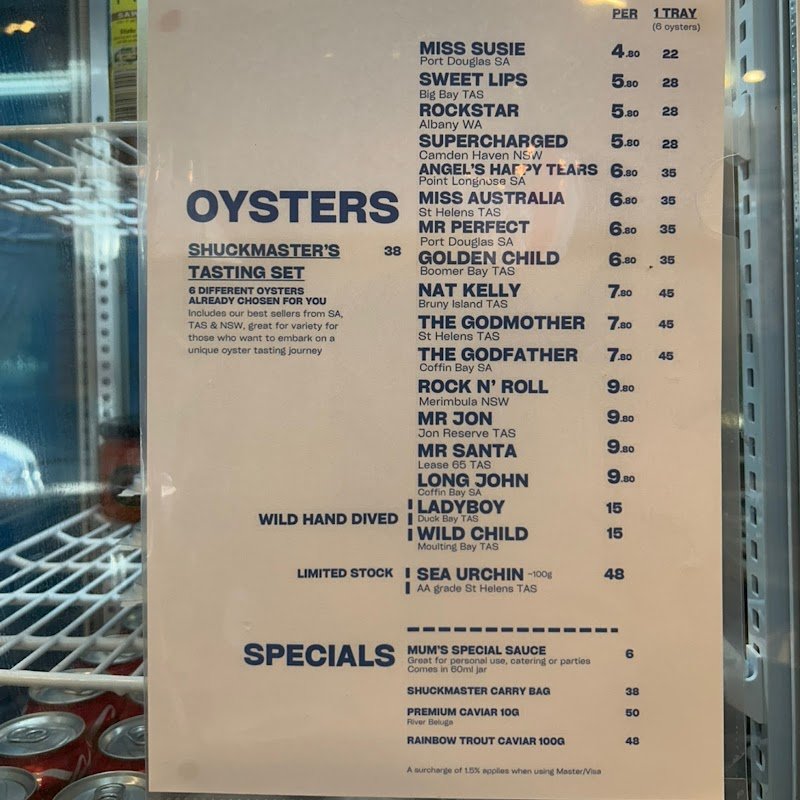 PER 1 TRAY
(6 oysters)
MISS SUSIE 4.80 22
Port Douglas SA
SWEET LIPS 5.80 28
Big Bay TAS
ROCKSTAR 5.80 28
Albany WA
SUPERCHARGED 5.80 28
Camden Haven NSW
ANGEL'S HAPPY TEARS 6.80 35
Point Longnose SA
MISS AUSTRALIA 6.80 35
St Helens TAS
MR PERFECT 6.80 35
Port Douglas SA
GOLDEN CHILD 6.80 35
Boomer Bay TAS
NAT KELLY 7.80 45
Bruny Island TAS
THE GODMOTHER 7.80 45
St Helens TAS
THE GODFATHER 7.80 45
Coffin Bay SA
ROCK N' ROLL 9.80
Merimbula NSW
MR JON 9.80
Jon Reserve TAS
MR SANTA 9.80
Lease 65 TAS
LONG JOHN 9.80
Coffin Bay SA
OYSTERS
SHUCKMASTER'S 38
TASTING SET
6 DIFFERENT OYSTERS
ALREADY CHOSEN FOR YOU
Includes our best sellers from SA,
TAS & NSW, great for variety for
those who want to embark on a
unique oyster tasting journey
WILD HAND DIVED
LADYBOY 15
Duck Bay TAS
WILD CHILD 15
Moulting Bay TAS
LIMITED STOCK
SEA URCHIN ~100g 48
AA grade St Helens TAS
SPECIALS
MUM'S SPECIAL SAUCE 6
Great for personal use, catering or parties
Comes in 60ml jar
SHUCKMASTER CARRY BAG 38
PREMIUM CAVIAR 10G 50
River Beluga
RAINBOW TROUT CAVIAR 100G 48
A surcharge of 1.5% applies when using Master/Visa